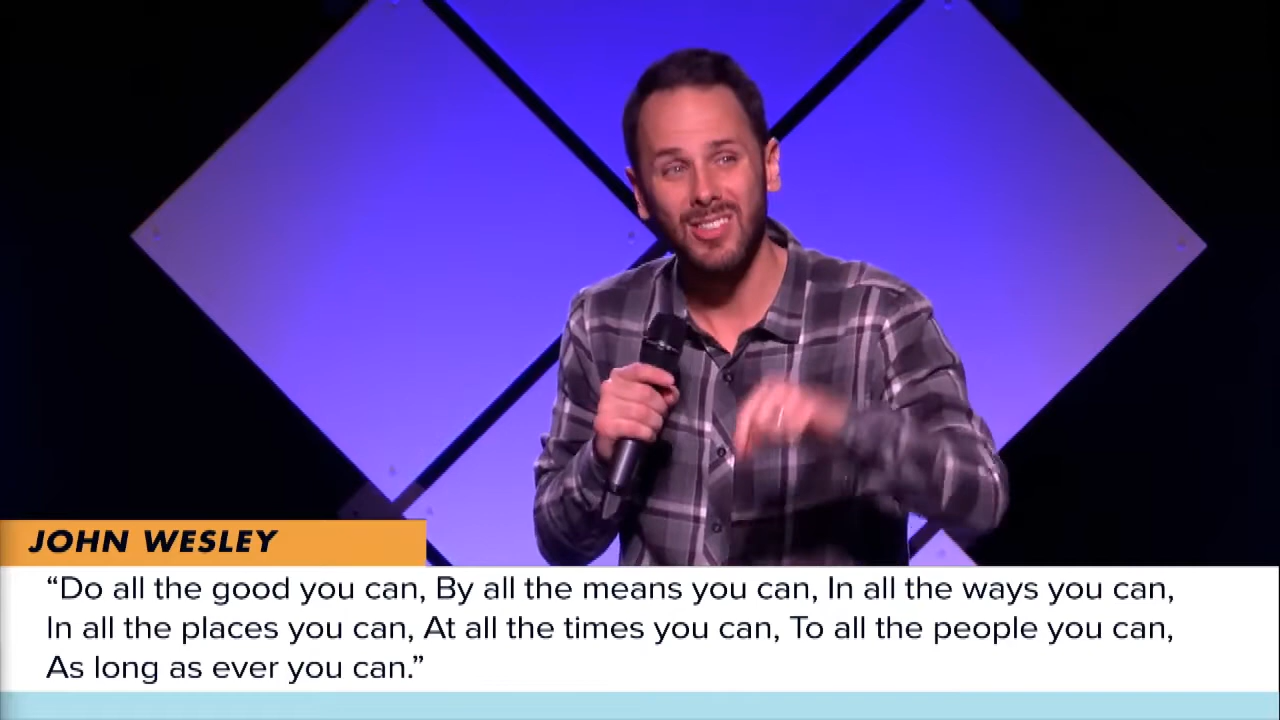 JOHN WESLEY
“Do all the good you can, By all the means you can, In all the ways you can,
In all the places you can, At all the times you can, To all the people you can,
As long as ever you can.”